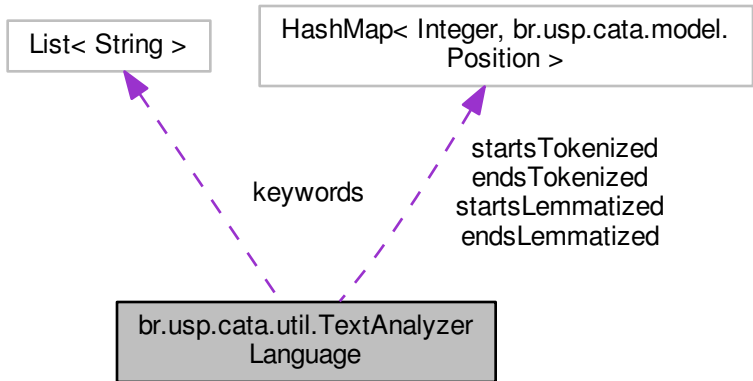 List< String >
HashMap< Integer, br.usp.cata.model.
Position >
keywords
startsTokenized
endsTokenized
startsLemmatized
endsLemmatized
br.usp.cata.util.TextAnalyzer
Language